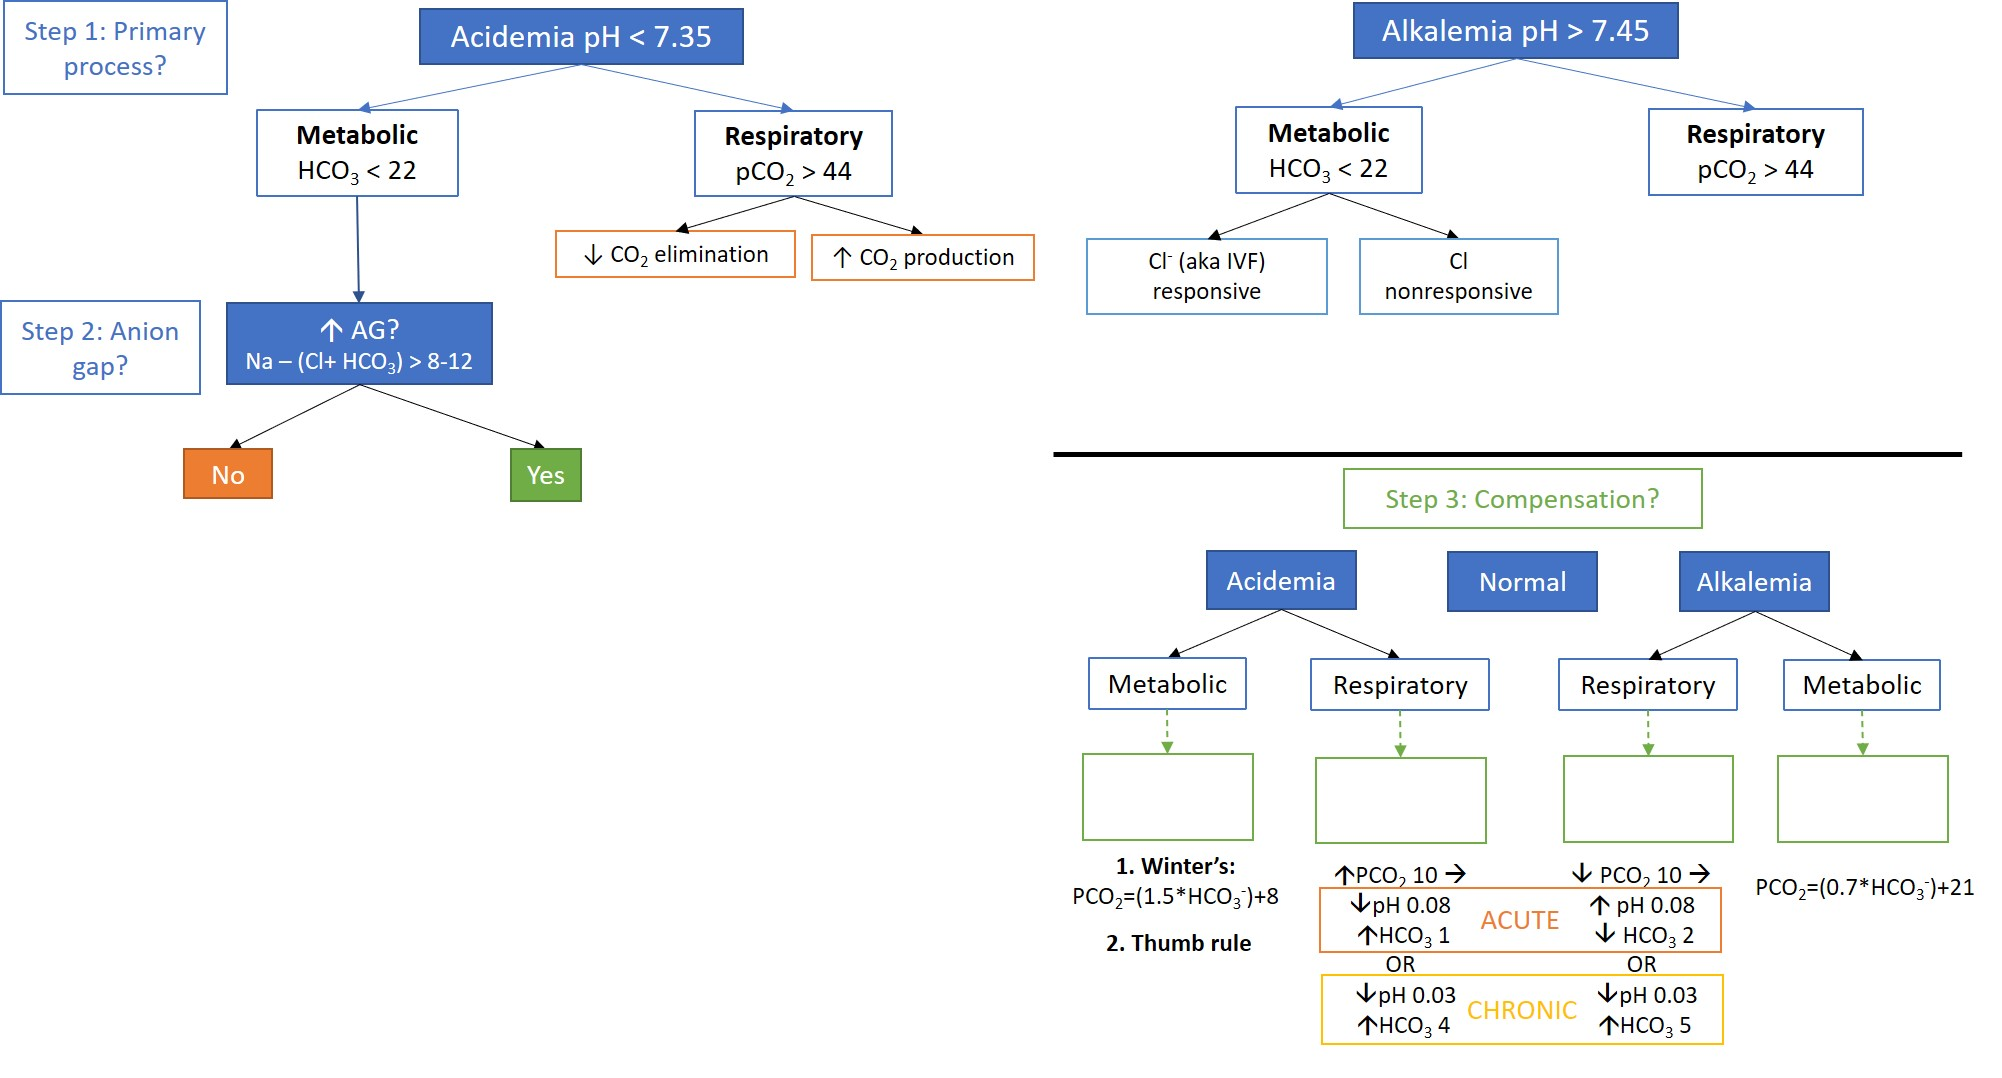 Step 1: Primary
process?
Acidemia pH < 7.35
Metabolic
HCO₃ < 22
Respiratory
pCO₂ > 44
↓ CO₂ elimination
↑ CO₂ production
Step 2: Anion
gap?
↑ AG?
Na – (Cl+ HCO₃) > 8-12
No
Yes
Alkalemia pH > 7.45
Metabolic
HCO₃ < 22
Respiratory
pCO₂ > 44
Cl⁻ (aka IVF)
responsive
Cl
nonresponsive
Step 3: Compensation?
Acidemia
Normal
Alkalemia
Metabolic
Respiratory
Respiratory
Metabolic
1. Winter’s:
PCO₂=(1.5*HCO₃⁻)+8
2. Thumb rule
↑PCO₂ 10 →
↓pH 0.08
↑HCO₃ 1
OR
↓pH 0.03
↑HCO₃ 4
ACUTE
CHRONIC
↓ PCO₂ 10 →
↑ pH 0.08
↓ HCO₃ 2
OR
↓pH 0.03
↑HCO₃ 5
PCO₂=(0.7*HCO₃⁻)+21